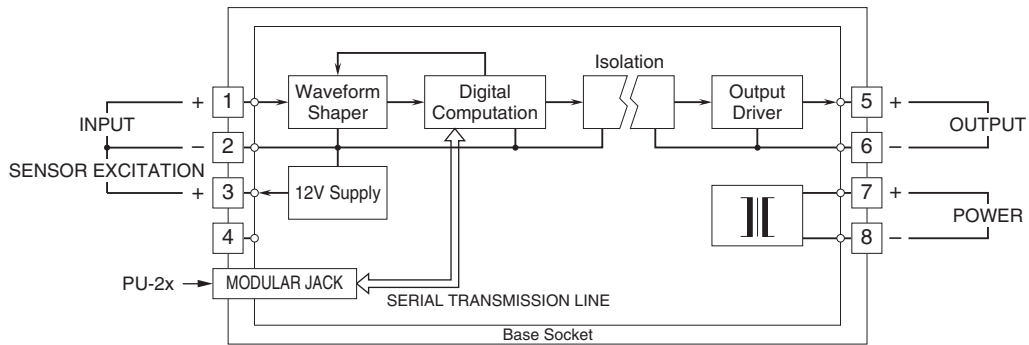 Isolation
Waveform
Shaper
Digital
Computation
Output
Driver
+ 1
INPUT
− 2
SENSOR EXCITATION
+ 3
12V Supply
4
5 +
OUTPUT
6 −
7 +
POWER
8 −
PU-2x
MODULAR JACK
SERIAL TRANSMISSION LINE
Base Socket